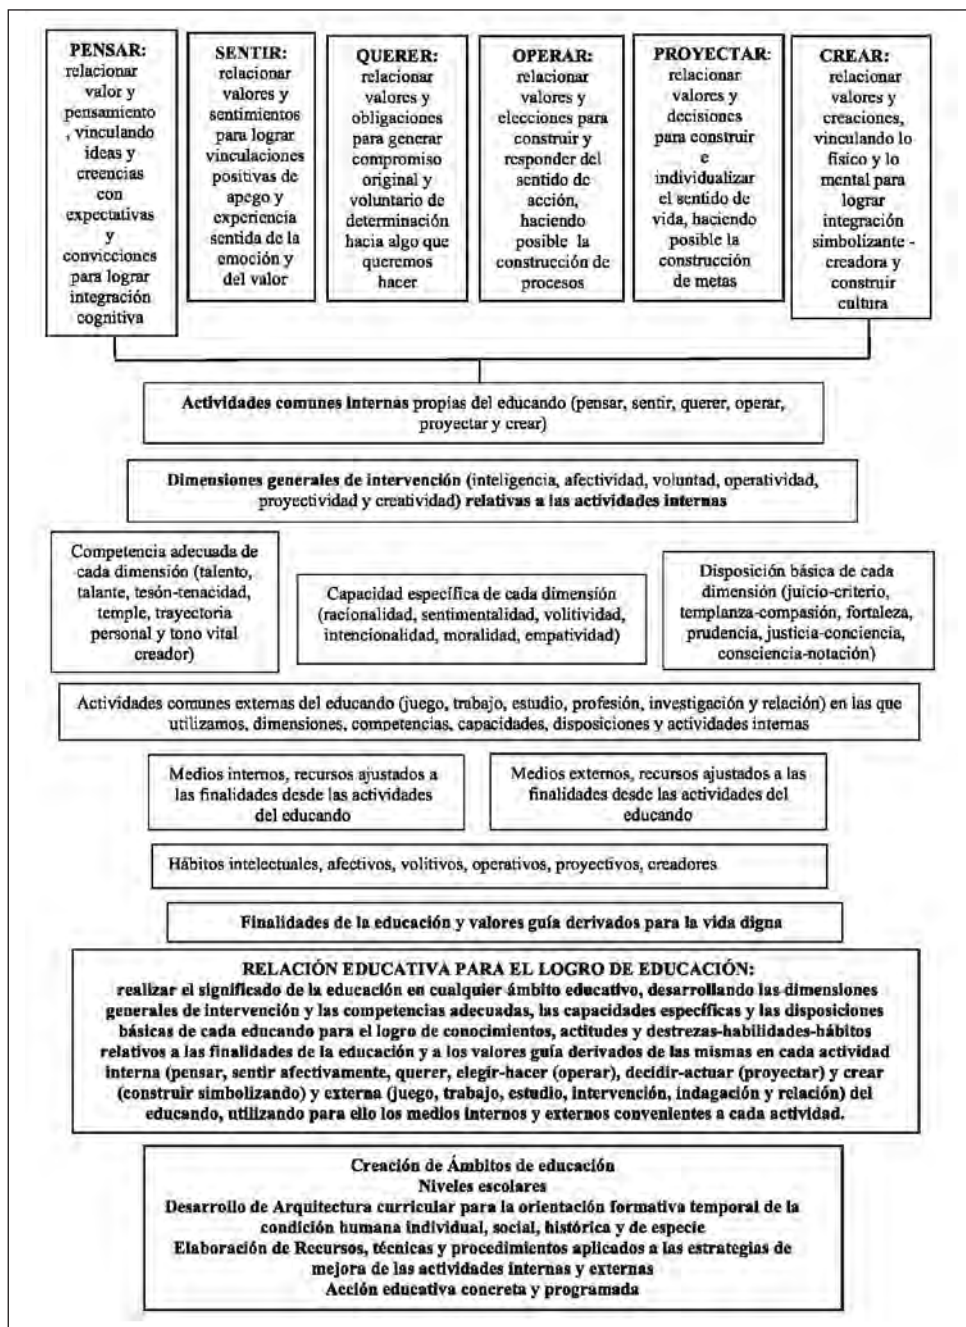 PENSAR:
relacionar
valor y
pensamiento
, vinculando
ideas y
creencias
con
expectativas
y
convicciones
para lograr
integración
cognitiva
SENTIR:
relacionar
valores y
sentimientos
para lograr
vinculaciones
positivas de
apego y
experiencia
sentida de la
emoción y
del valor
QUERER:
relacionar
valores y
obligaciones
para generar
compromiso
original y
voluntario de
determinación
hacia algo que
queremos
hacer
OPERAR:
relacionar
valores y
elecciones para
construir y
responder del
sentido de
acción,
haciendo
posible la
construcción de
procesos
PROYECTAR:
relacionar
valores y
decisiones
para construir
e
individualizar
el sentido de
vida, haciendo
posible la
construcción
de metas
CREAR:
relacionar
valores y
creaciones,
vinculando lo
físico y lo
mental para
lograr
integración
simbolizante -
creadora y
construir
cultura
Actividades comunes internas propias del educando (pensar, sentir, querer, operar,
proyectar y crear)
Dimensiones generales de intervención (inteligencia, afectividad, voluntad, operatividad,
proyectividad y creatividad) relativas a las actividades internas
Competencia adecuada de
cada dimensión (talento,
talante, tesón-tenacidad,
temple, trayectoria
personal y tono vital
creador)
Capacidad específica de cada dimensión
(racionalidad, sentimentalidad, volitividad,
intencionalidad, moralidad, empatividad)
Disposición básica de cada
dimensión (juicio-criterio,
templanza-compasión, fortaleza,
prudencia, justicia-conciencia,
consciencia-notación)
Actividades comunes externas del educando (juego, trabajo, estudio, profesión, investigación y relación) en las que
utilizamos, dimensiones, competencias, capacidades, disposiciones y actividades internas
Medios internos, recursos ajustados a
las finalidades desde las actividades
del educando
Medios externos, recursos ajustados a las
finalidades desde las actividades del
educando
Hábitos intelectuales, afectivos, volitivos, operativos, proyectivos, creadores
Finalidades de la educación y valores guía derivados para la vida digna
RELACIÓN EDUCATIVA PARA EL LOGRO DE EDUCACIÓN:
realizar el significado de la educación en cualquier ámbito educativo, desarrollando las dimensiones
generales de intervención y las competencias adecuadas, las capacidades específicas y las disposiciones
básicas de cada educando para el logro de conocimientos, actitudes y destrezas-habilidades-hábitos
relativos a las finalidades de la educación y a los valores guía derivados de las mismas en cada actividad
interna (pensar, sentir afectivamente, querer, elegir-hacer (operar), decidir-actuar (proyectar) y crear
(construir simbolizando) y externa (juego, trabajo, estudio, intervención, indagación y relación) del
educando, utilizando para ello los medios internos y externos convenientes a cada actividad.
Creación de Ámbitos de educación
Niveles escolares
Desarrollo de Arquitectura curricular para la orientación formativa temporal de la
condición humana individual, social, histórica y de especie
Elaboración de Recursos, técnicas y procedimientos aplicados a las estrategias de
mejora de las actividades internas y externas
Acción educativa concreta y programada